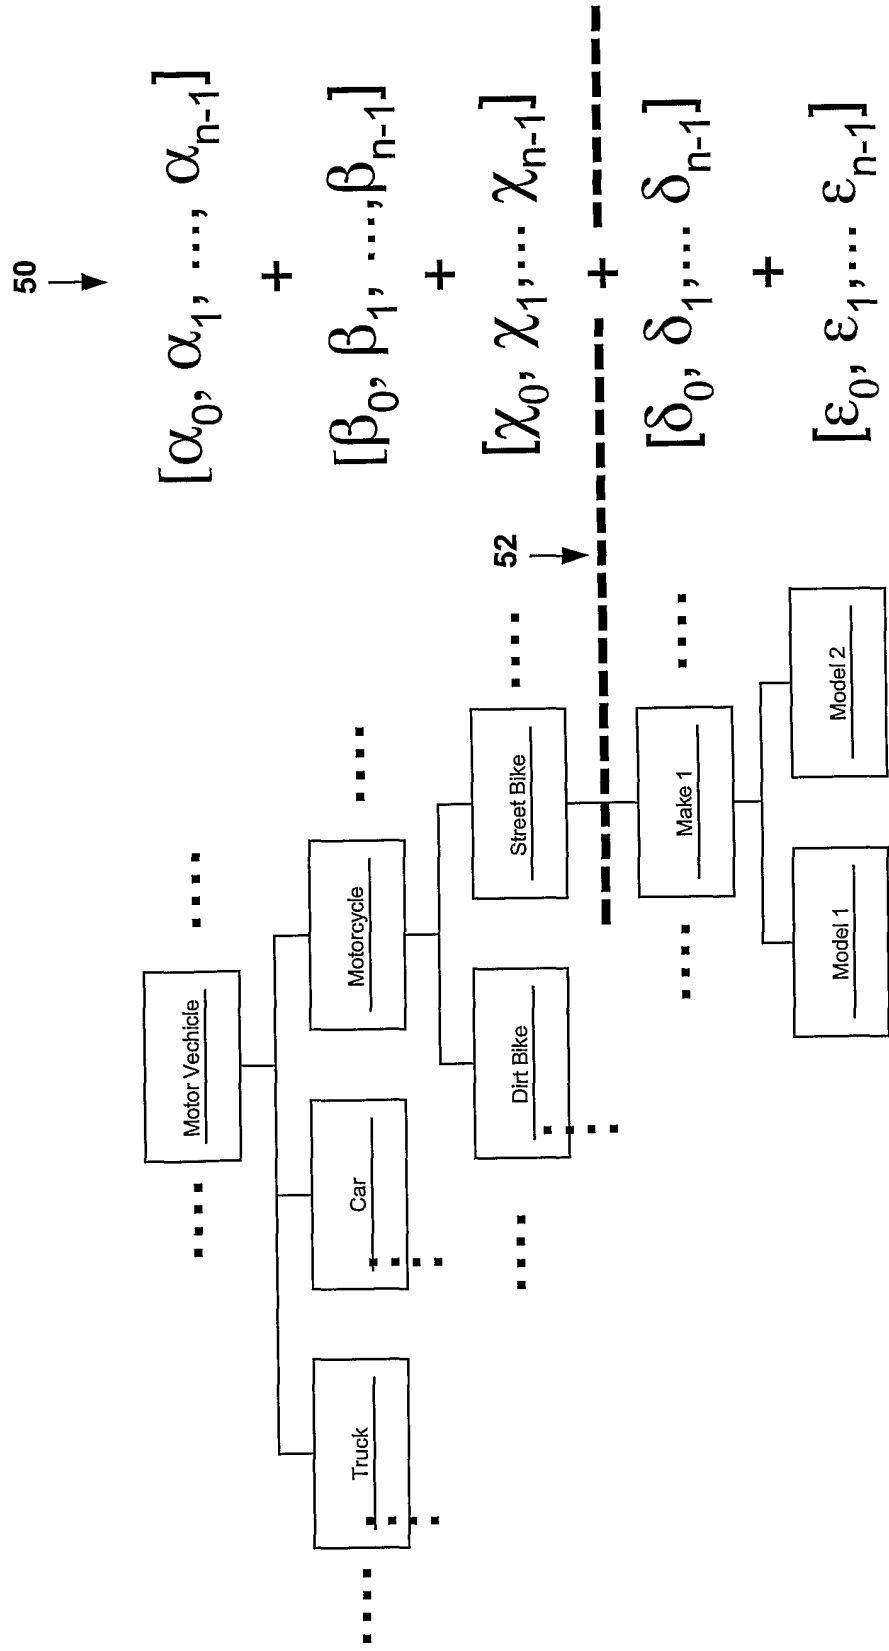 50
Motor Vechicle
[α0, α1, ...., αn-1]
+
Truck
Car
Motorcycle
[β0, β1, ....,βn-1]
+
Dirt Bike
Street Bike
[χ0, χ1,.... χn-1]
52
+
Make 1
[δ0, δ1,.... δn-1]
+
Model 1
Model 2
[ε0, ε1,.... εn-1]